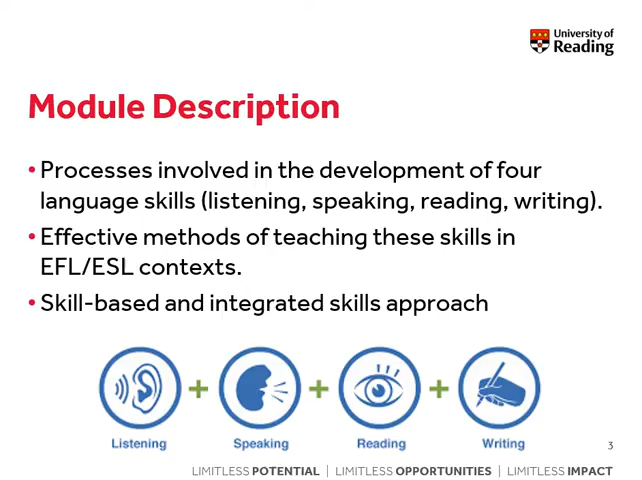 University of
Reading
Module Description
• Processes involved in the development of four
language skills (listening, speaking, reading, writing).
• Effective methods of teaching these skills in
EFL/ESL contexts.
• Skill-based and integrated skills approach
+ + +
Listening Speaking Reading Writing
3
LIMITLESS POTENTIAL | LIMITLESS OPPORTUNITIES | LIMITLESS IMPACT